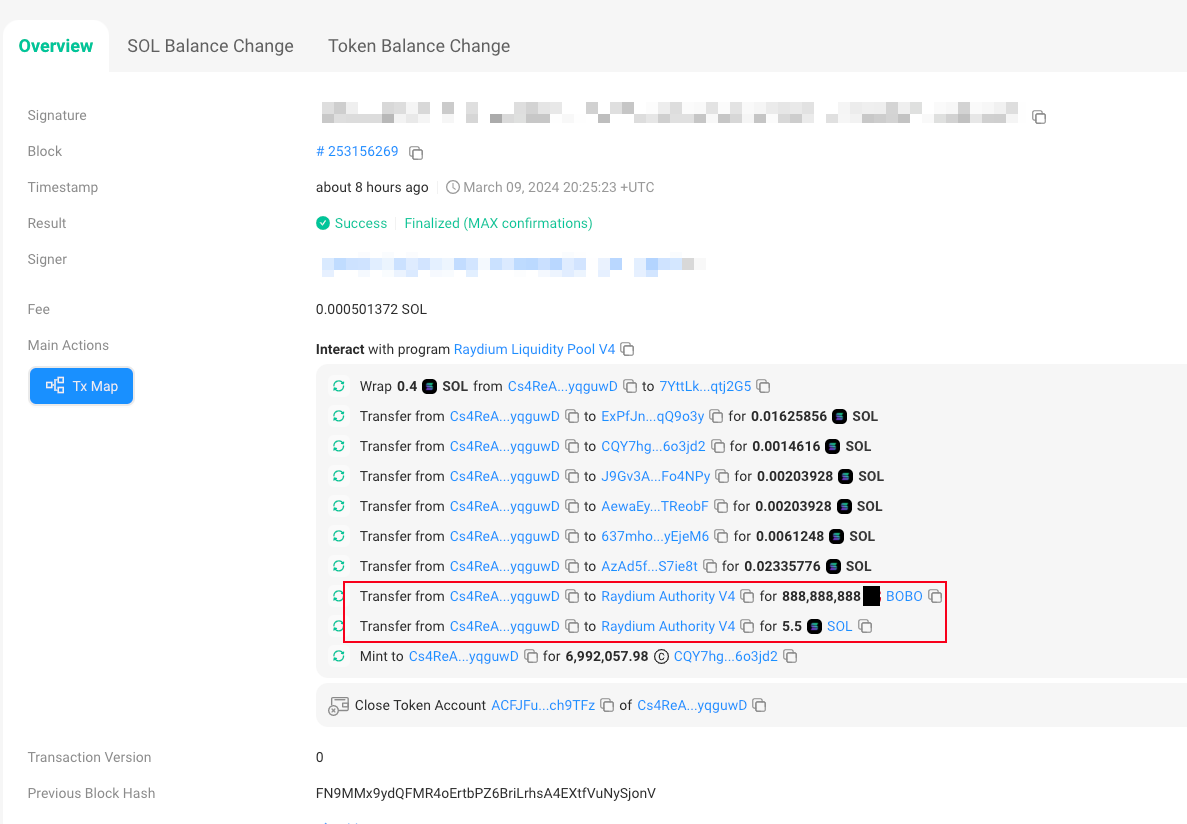 Overview SOL Balance Change Token Balance Change
Signature
Block # 253156269
Timestamp about 8 hours ago March 09, 2024 20:25:23 +UTC
Result Success Finalized (MAX confirmations)
Signer
Fee 0.000501372 SOL
Main Actions Interact with program Raydium Liquidity Pool V4
Tx Map Wrap 0.4 SOL from Cs4ReA...yqguwD to 7YttLk...qtj2G5
Transfer from Cs4ReA...yqguwD to ExPfJn...qQ9o3y for 0.01625856 SOL
Transfer from Cs4ReA...yqguwD to CQY7hg...6o3jd2 for 0.0014616 SOL
Transfer from Cs4ReA...yqguwD to J9Gv3A...Fo4NPy for 0.00203928 SOL
Transfer from Cs4ReA...yqguwD to AewaEy...TReobF for 0.00203928 SOL
Transfer from Cs4ReA...yqguwD to 637mho...yEjeM6 for 0.0061248 SOL
Transfer from Cs4ReA...yqguwD to AzAd5f...S7ie8t for 0.02335776 SOL
Transfer from Cs4ReA...yqguwD to Raydium Authority V4 for 888,888,888 BOBO
Transfer from Cs4ReA...yqguwD to Raydium Authority V4 for 5.5 SOL
Mint to Cs4ReA...yqguwD for 6,992,057.98 CQY7hg...6o3jd2
Close Token Account ACFJFu...ch9TFz of Cs4ReA...yqguwD
Transaction Version 0
Previous Block Hash FN9MMx9ydQFMR4oErtbPZ6BriLrhsA4EXtfVuNySjonV